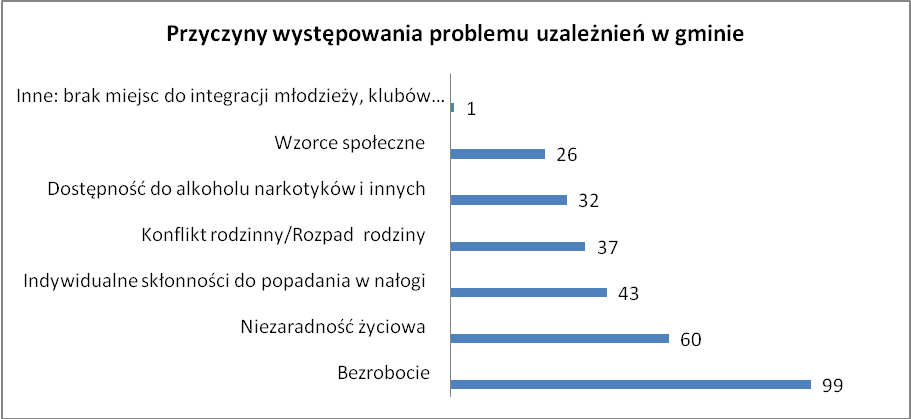 Przyczyny występowania problemu uzależnień w gminie
Inne: brak miejsc do integracji młodzieży, klubów... 1
Wzorce społeczne 26
Dostępność do alkoholu narkotyków i innych 32
Konflikt rodzinny/Rozpad rodziny 37
Indywidualne skłonności do popadania w nałogi 43
Niezaradność życiowa 60
Bezrobocie 99